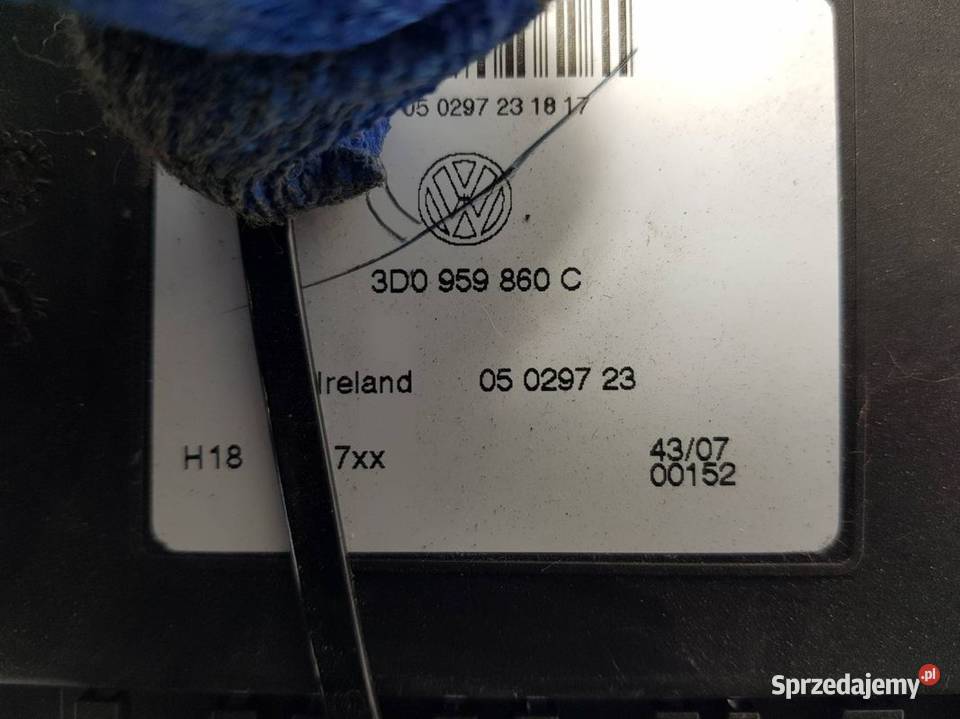 05 0297 23 18 17
3D0 959 860 C
Ireland 05 0297 23
H18 7xx 43/07
00152
Sprzedajemy.pl